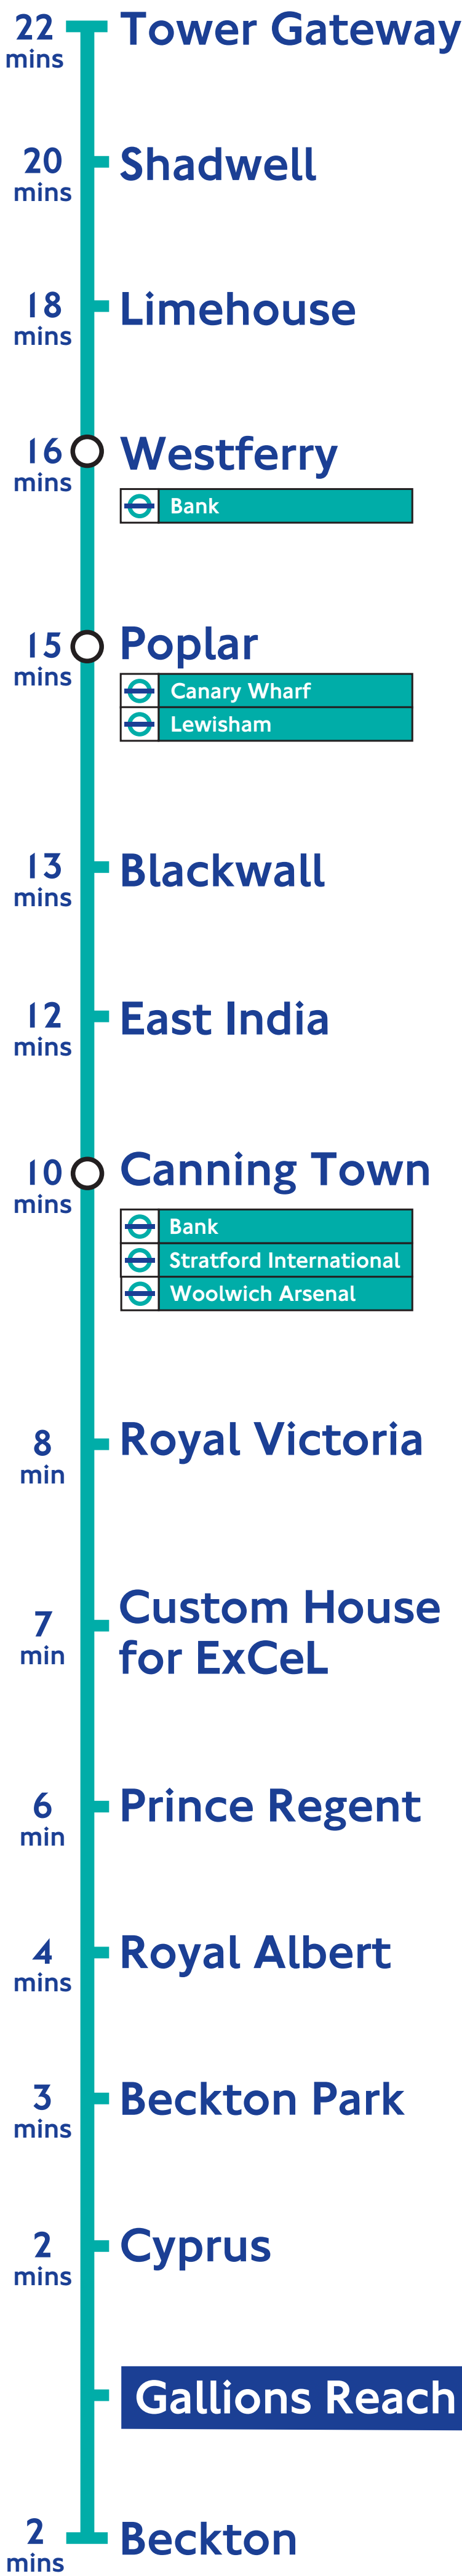 22
mins
Tower Gateway
20
mins
Shadwell
18
mins
Limehouse
16
mins
Westferry
Bank
15
mins
Poplar
Canary Wharf
Lewisham
13
mins
Blackwall
12
mins
East India
10
mins
Canning Town
Bank
Stratford International
Woolwich Arsenal
8
min
Royal Victoria
7
min
Custom House
for ExCeL
6
min
Prince Regent
4
mins
Royal Albert
3
mins
Beckton Park
2
mins
Cyprus
Gallions Reach
2
mins
Beckton